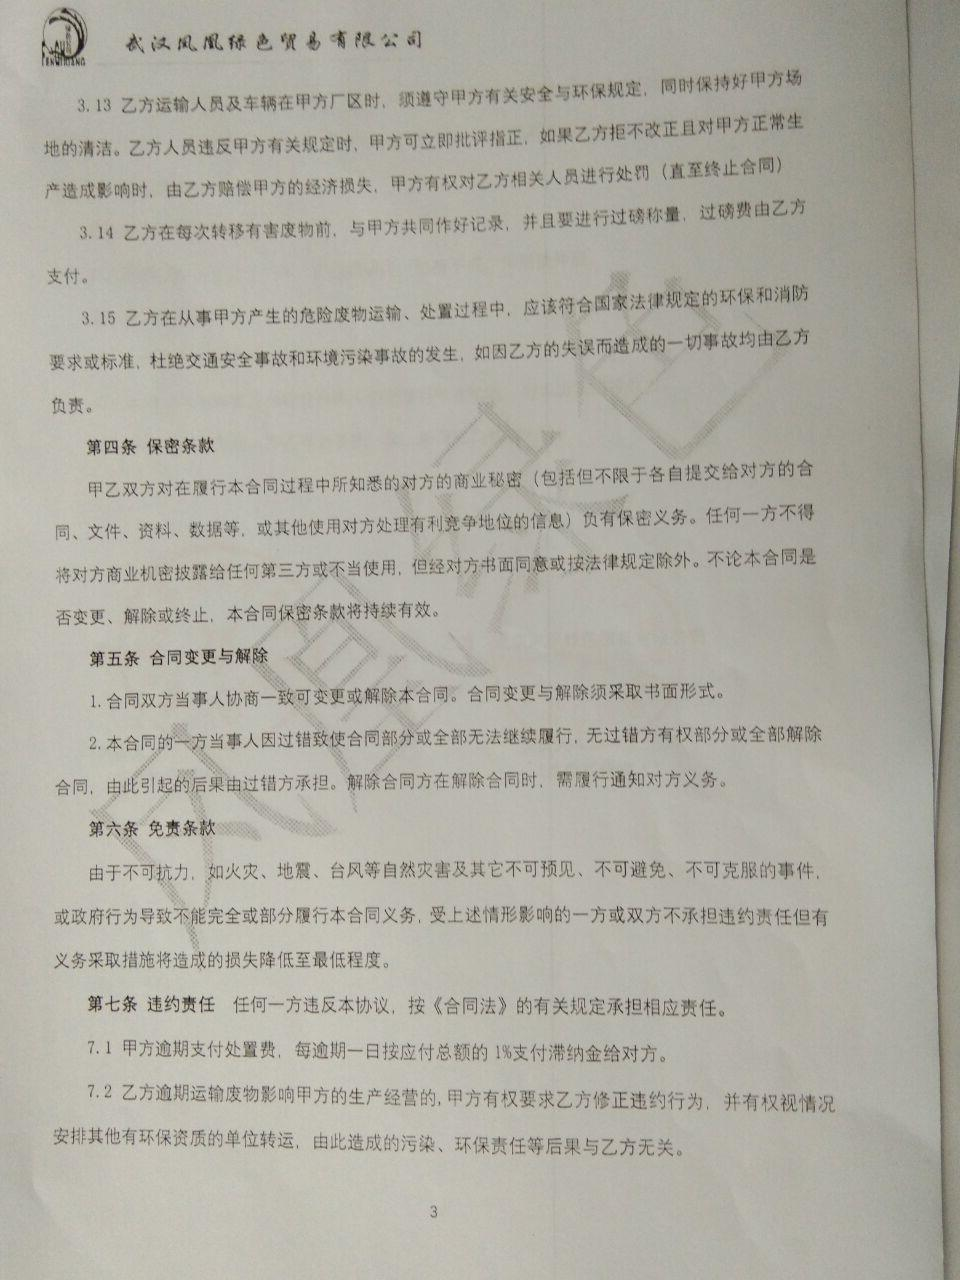 武汉凤凰绿色贸易有限公司
3.13 乙方运输人员及车辆在甲方厂区时，须遵守甲方有关安全与环保规定，同时保持好甲方场
地的清洁。乙方人员违反甲方有关规定时，甲方可立即批评指正，如果乙方拒不改正且对甲方正常生
产造成影响时，由乙方赔偿甲方的经济损失，甲方有权对乙方相关人员进行处罚（直至终止合同）
3.14 乙方在每次转移有害废物前，与甲方共同作好记录，并且要进行过磅称量，过磅费由乙方
支付。
3.15 乙方在从事甲方产生的危险废物运输、处置过程中，应该符合国家法律规定的环保和消防
要求或标准，杜绝交通安全事故和环境污染事故的发生，如因乙方的失误而造成的一切事故均由乙方
负责。
第四条 保密条款
甲乙双方对在履行本合同过程中所知悉的对方的商业秘密（包括但不限于各自提交给对方的合
同、文件、资料、数据等，或其他使用对方处理有利竞争地位的信息）负有保密义务。任何一方不得
将对方商业机密披露给任何第三方或不当使用，但经对方书面同意或按法律规定除外。不论本合同是
否变更、解除或终止，本合同保密条款将持续有效。
第五条 合同变更与解除
1.合同双方当事人协商一致可变更或解除本合同。合同变更与解除须采取书面形式。
2.本合同的一方当事人因过错致使合同部分或全部无法继续履行，无过错方有权部分或全部解除
合同，由此引起的后果由过错方承担。解除合同方在解除合同时，需履行通知对方义务。
第六条 免责条款
由于不可抗力，如火灾、地震、台风等自然灾害及其它不可预见、不可避免、不可克服的事件，
或政府行为导致不能完全或部分履行本合同义务，受上述情形影响的一方或双方不承担违约责任但有
义务采取措施将造成的损失降低至最低程度。
第七条 违约责任 任何一方违反本协议，按《合同法》的有关规定承担相应责任。
7.1 甲方逾期支付处置费，每逾期一日按应付总额的 1%支付滞纳金给对方。
7.2 乙方逾期运输废物影响甲方的生产经营的,甲方有权要求乙方修正违约行为，并有权视情况
安排其他有环保资质的单位转运，由此造成的污染、环保责任等后果与乙方无关。
3
凤凰绿色